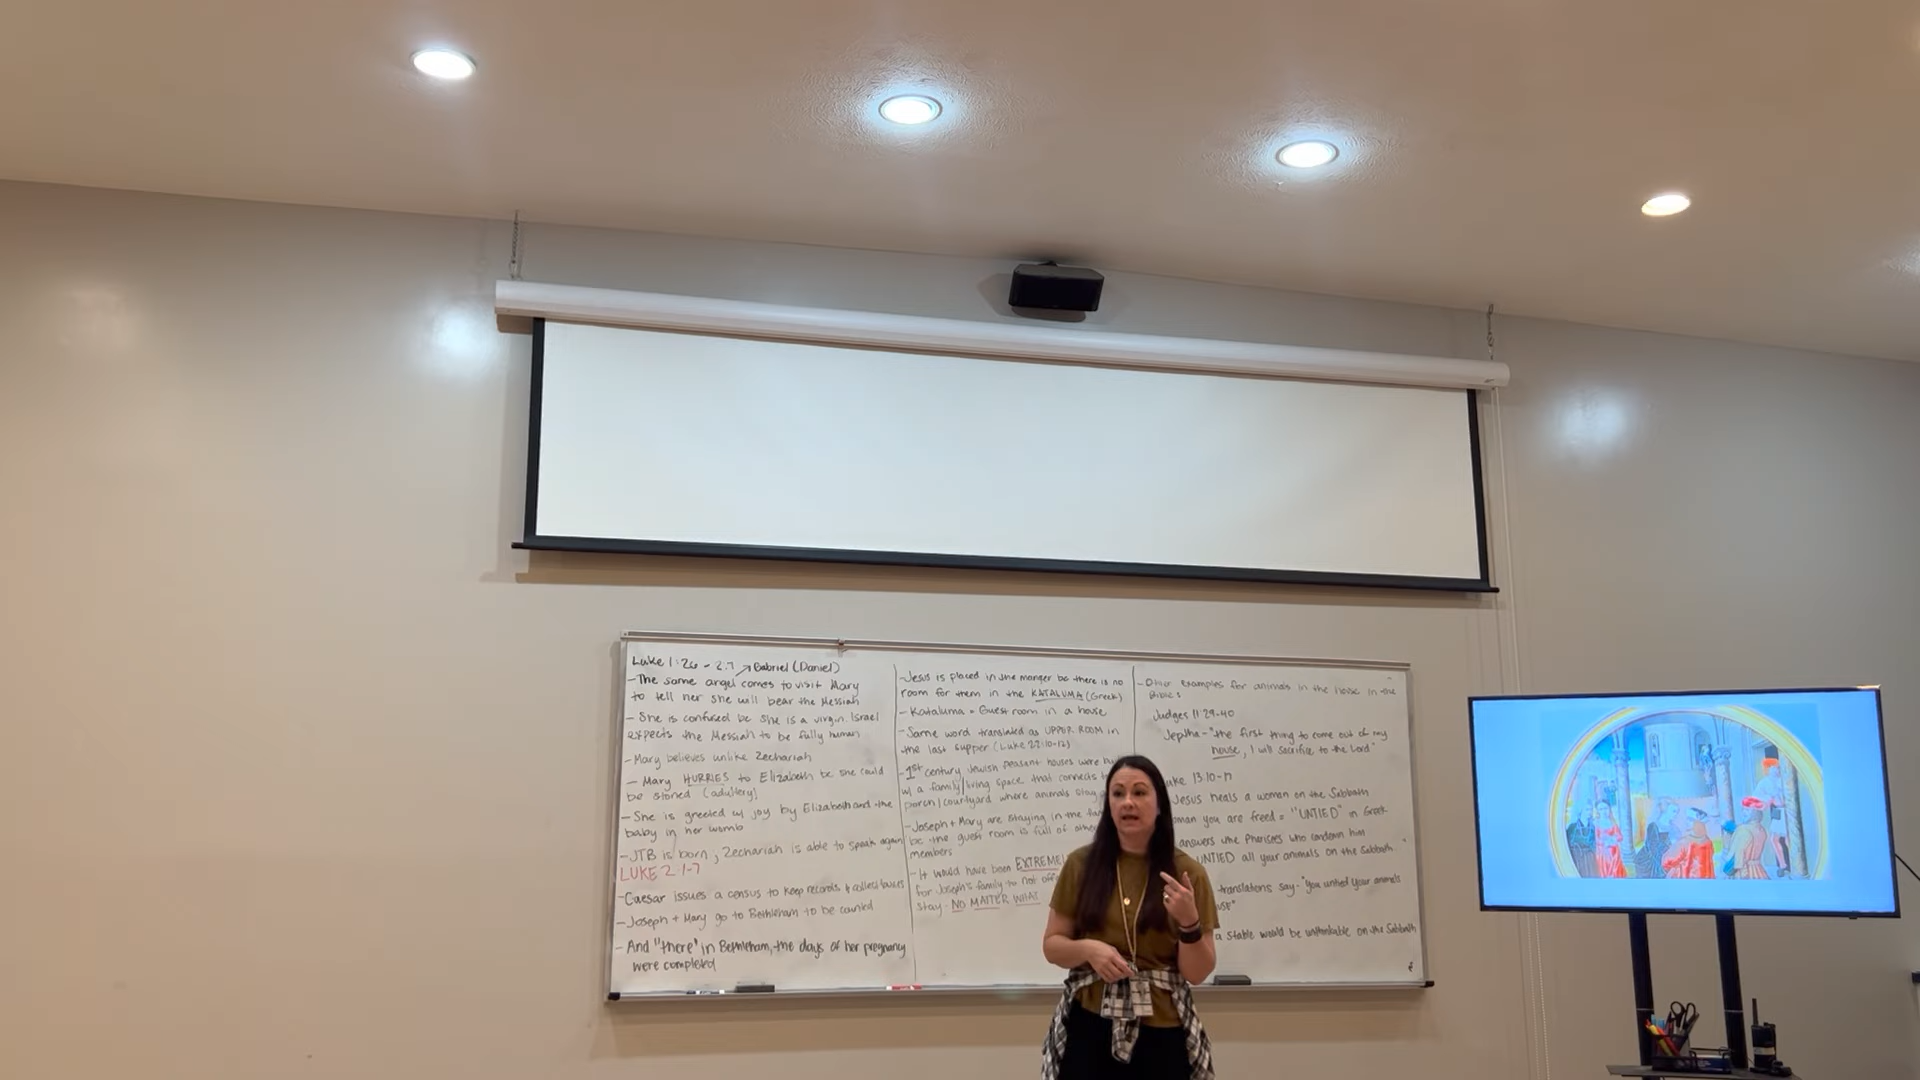 Luke 1:26 - 2:7 → Gabriel (Daniel)
- The same angel comes to visit Mary
to tell her she will bear the Messiah
- She is confused bc she is a virgin. Israel
expects the Messiah to be fully human
- Mary believes unlike Zechariah
- Mary HURRIES to Elizabeth bc she could
be stoned (adultery)
- She is greeted w/ joy by Elizabeth and the
baby in her womb
- JTB is born, Zechariah is able to speak again
LUKE 2:1-7
- Caesar issues a census to keep records & collect taxes
- Joseph + Mary go to Bethleham to be counted
- And "there" in Bethleham, the days of her pregnancy
were completed
- Jesus is placed in the manger bc there is no
room for them in the KATALUMA (Greek)
- Kataluma = Guest room in a house
- Same word translated as UPPER ROOM in
the last supper (Luke 22:10-12)
- 1st century Jewish peasant houses were
w/ a family/living space that connects
porch/courtyard where animals stay
- Joseph + Mary are staying in the
bc the guest room is full of
members
- It would have been
for Joseph's family to not
stay - NO MATTER WHAT
- Other examples for animals in the house in the
Bible:
Judges 11:29-40
Jeptha - "the first thing to come out of my
house, I will sacrifice to the Lord"
13:10-17
Jesus heals a woman on the Sabbath
you are freed = "UNTIED" in Greek
answers the Pharisees who condemn him
UNTIED all your animals on the Sabbath
translations say - "you untied your animals
a stable would be unthinkable on the Sabbath